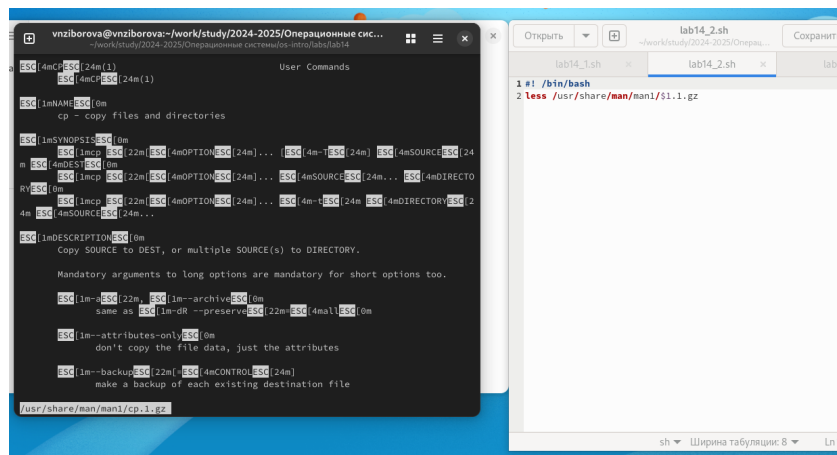 vnziborova@vnziborova:~/work/study/2024-2025/Операционные сис...
~/work/study/2024-2025/Операционные системы/os-intro/labs/lab14
ESC[4mCPESC[24m(1) User Commands
ESC[4mCPESC[24m(1)
ESC[1mNAMEESC[0m
cp - copy files and directories
ESC[1mSYNOPSISESC[0m
ESC[1mcp ESC[22m[ESC[4mOPTIONESC[24m]... [ESC[4m-TESC[24m] ESC[4mSOURCEESC[24
m ESC[4mDESTESC[0m
ESC[1mcp ESC[22m[ESC[4mOPTIONESC[24m]... ESC[4mSOURCEESC[24m... ESC[4mDIRECTO
RYESC[0m
ESC[1mcp ESC[22m[ESC[4mOPTIONESC[24m]... ESC[4m-tESC[24m ESC[4mDIRECTORYESC[2
4m ESC[4mSOURCEESC[24m...
ESC[1mDESCRIPTIONESC[0m
Copy SOURCE to DEST, or multiple SOURCE(s) to DIRECTORY.
Mandatory arguments to long options are mandatory for short options too.
ESC[1m-aESC[22m, ESC[1m--archiveESC[0m
same as ESC[1m-dR --preserveESC[22m=ESC[4mallESC[0m
ESC[1m--attributes-onlyESC[0m
don't copy the file data, just the attributes
ESC[1m--backupESC[22m[=ESC[4mCONTROLESC[24m]
make a backup of each existing destination file
/usr/share/man/man1/cp.1.gz
Открыть
lab14_2.sh
~/work/study/2024-2025/Операц...
Сохранит
lab14_1.sh
lab14_2.sh
lab
1 #! /bin/bash
2 less /usr/share/man/man1/$1.1.gz
sh Ширина табуляции: 8 Ln